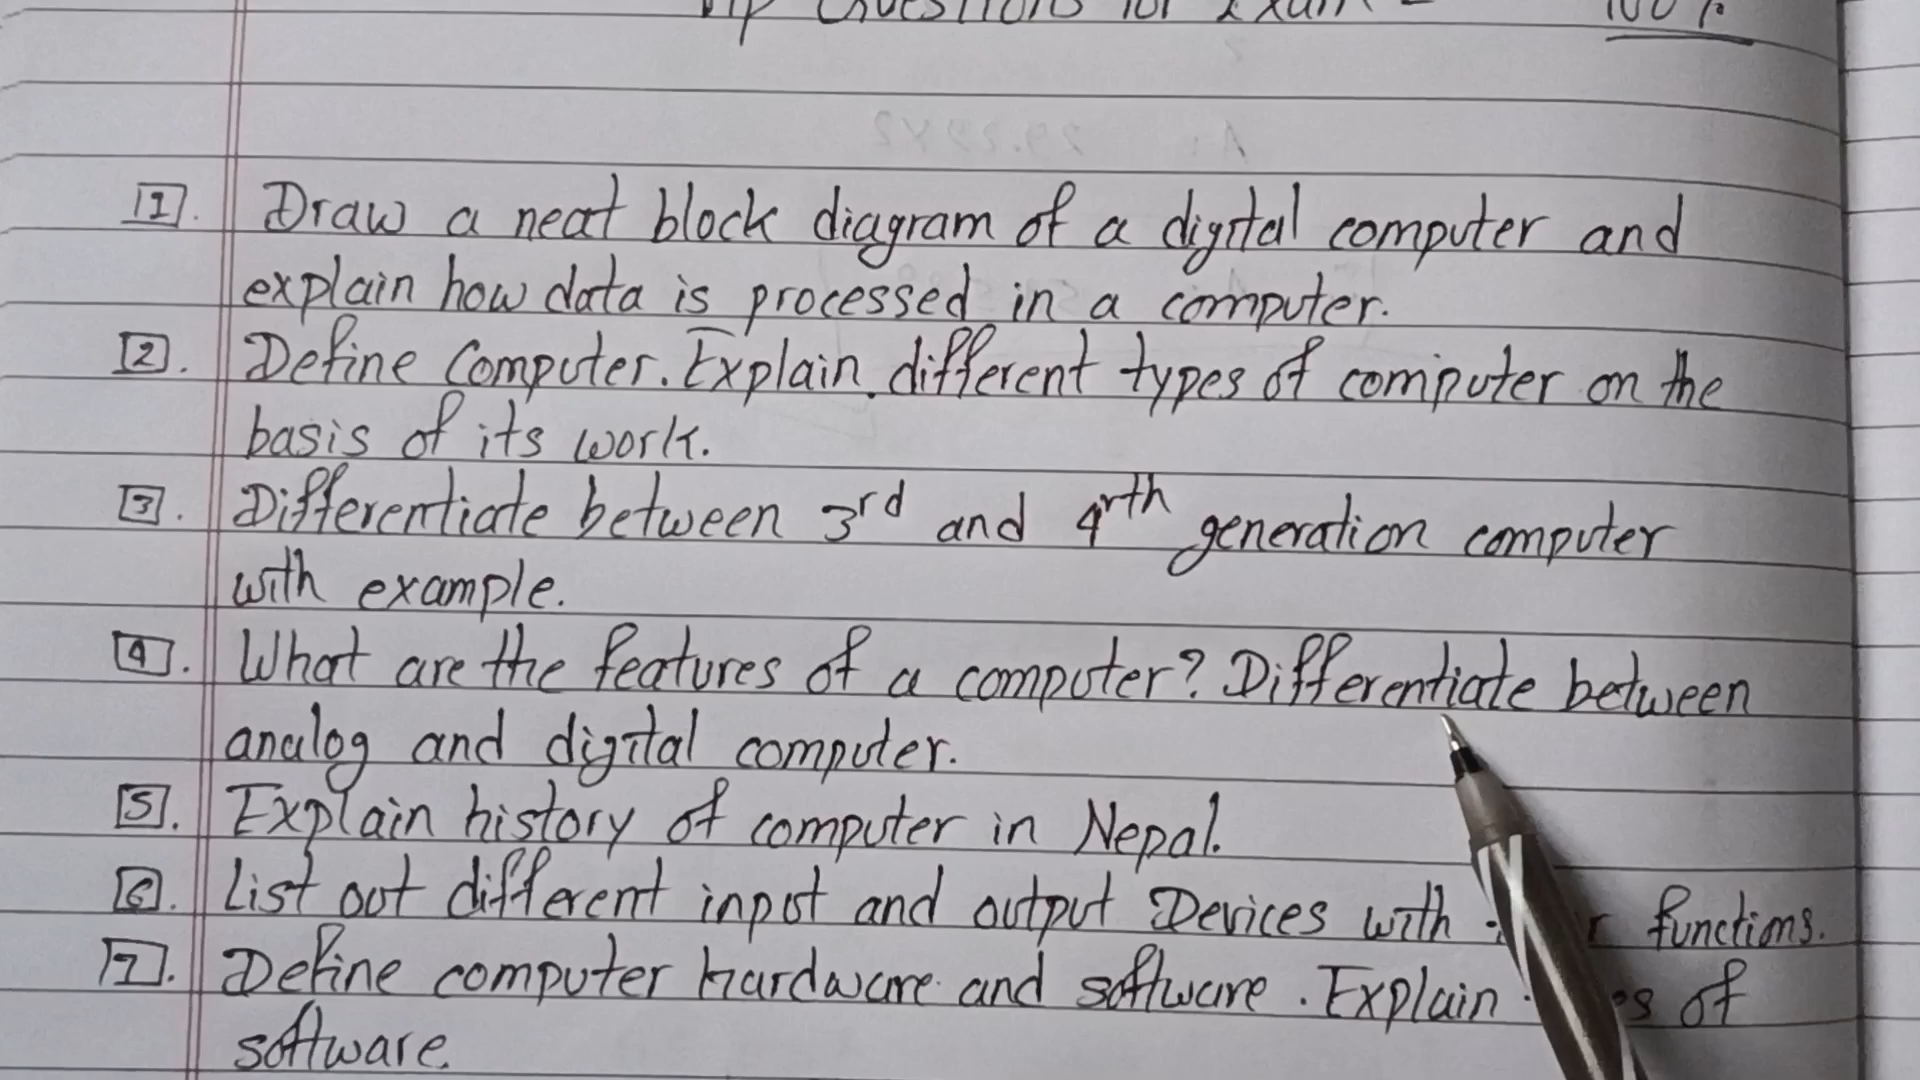 Questions for Exam - 100%
1. Draw a neat block diagram of a digital computer and
explain how data is processed in a computer.
2. Define Computer. Explain different types of computer on the
basis of its work.
3. Differentiate between 3rd and 4rth generation computer
with example.
4. What are the features of a computer? Differentiate between
analog and digital computer.
5. Explain history of computer in Nepal.
6. List out different input and output Devices with functions.
7. Define computer hardware and software. Explain of
software.